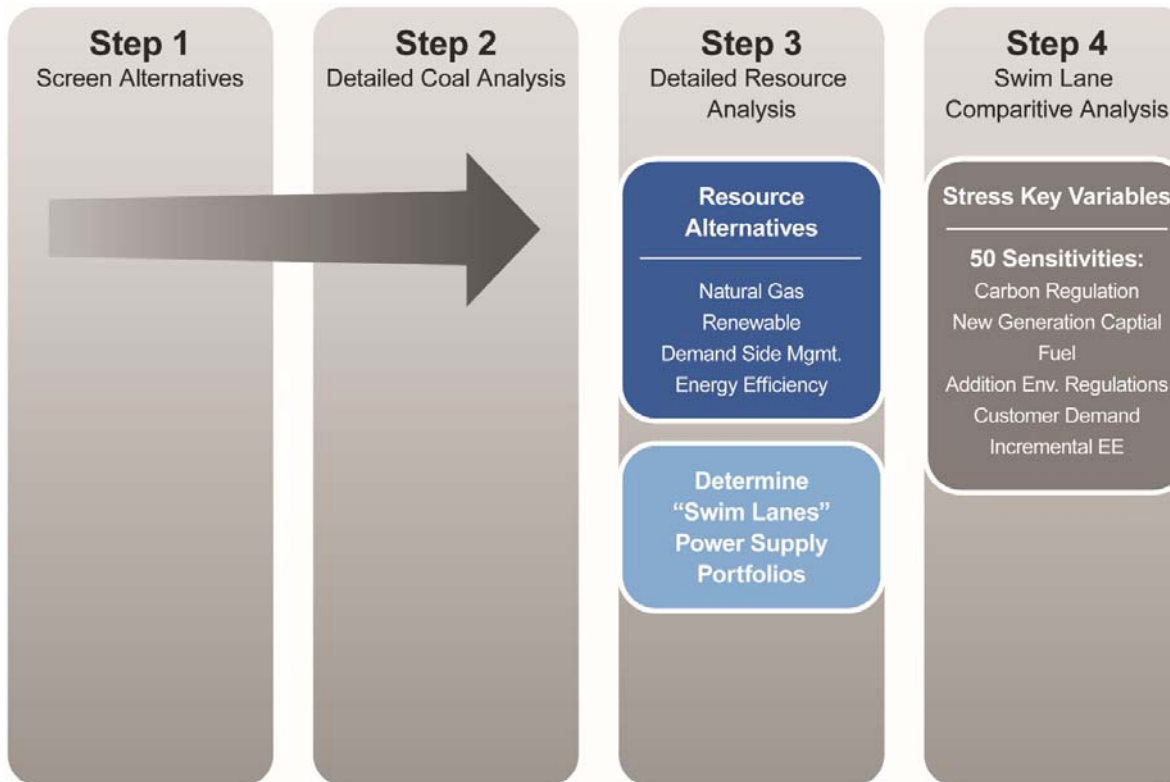 Step 1
Screen Alternatives
Step 2
Detailed Coal Analysis
Step 3
Detailed Resource
Analysis
Resource
Alternatives
Natural Gas
Renewable
Demand Side Mgmt.
Energy Efficiency
Determine
“Swim Lanes”
Power Supply
Portfolios
Step 4
Swim Lane
Comparitive Analysis
Stress Key Variables
50 Sensitivities:
Carbon Regulation
New Generation Captial
Fuel
Addition Env. Regulations
Customer Demand
Incremental EE